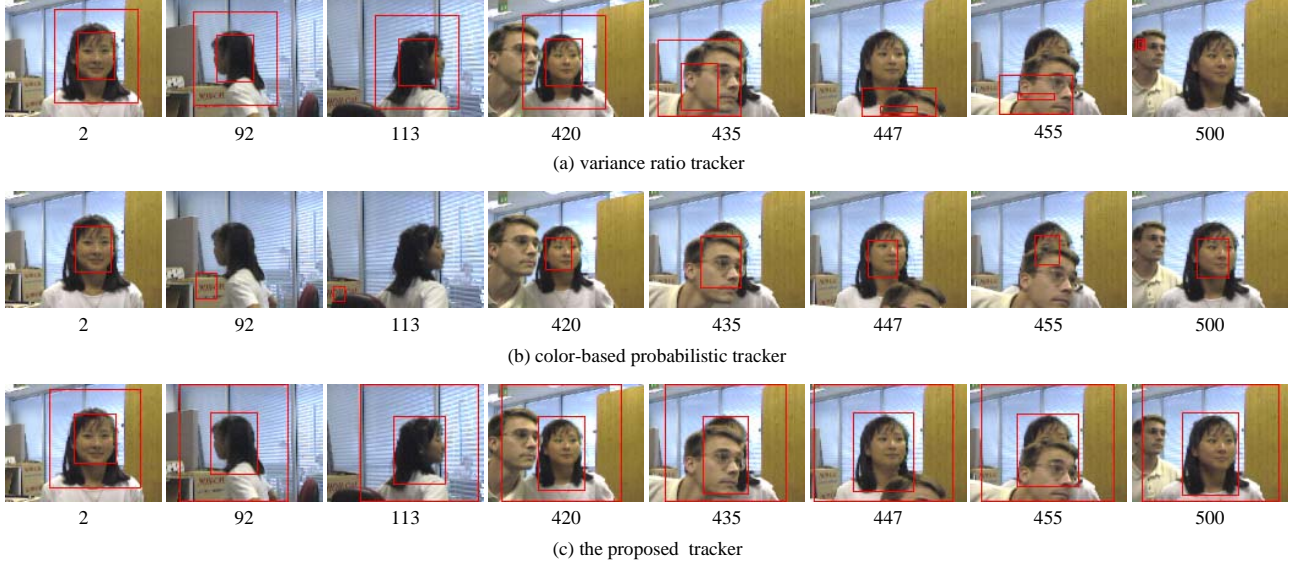 2 92 113 420 435 447 455 500
(a) variance ratio tracker
2 92 113 420 435 447 455 500
(b) color-based probabilistic tracker
2 92 113 420 435 447 455 500
(c) the proposed tracker